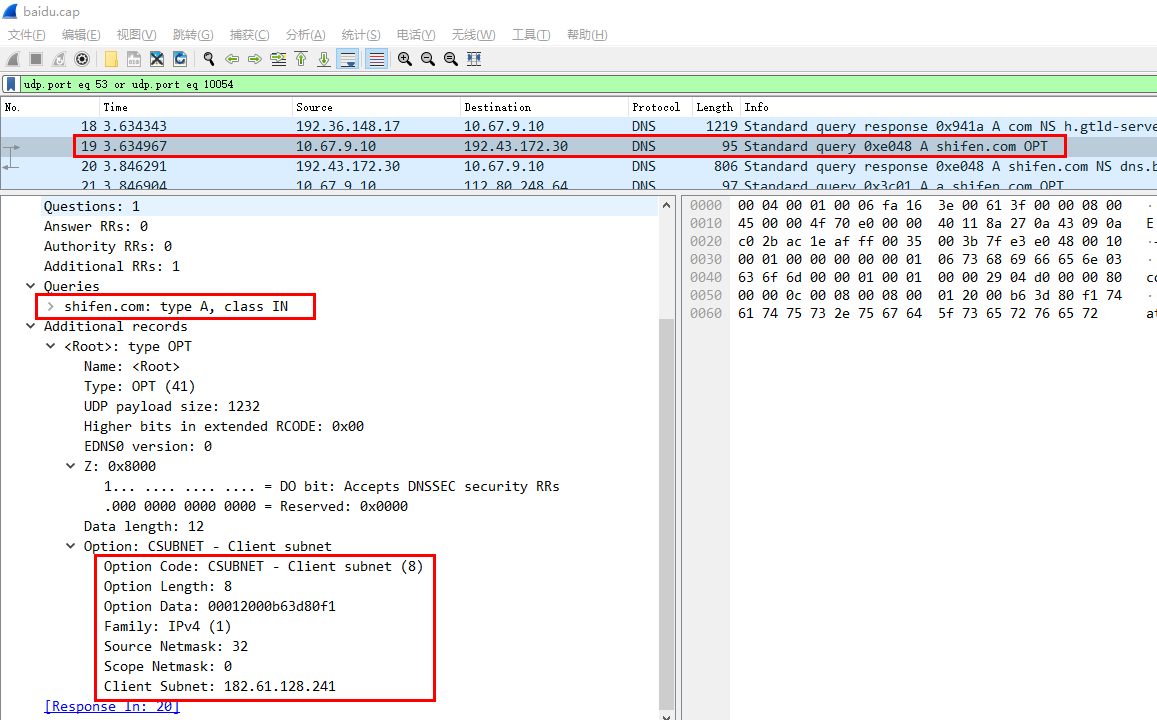 baidu.cap
文件(F) 编辑(E) 视图(V) 跳转(G) 捕获(C) 分析(A) 统计(S) 电话(Y) 无线(W) 工具(T) 帮助(H)
udp.port eq 53 or udp.port eq 10054
No. Time Source Destination Protocol Length Info
18 3.634343 192.36.148.17 10.67.9.10 DNS 1219 Standard query response 0x941a A com NS h.gtld-serve
19 3.634967 10.67.9.10 192.43.172.30 DNS 95 Standard query 0xe048 A shifen.com OPT
20 3.846291 192.43.172.30 10.67.9.10 DNS 806 Standard query response 0xe048 A shifen.com NS dns.b
21 3.846904 10.67.9.10 112.80.248.64 DNS 97 Standard query 0x3c01 A a.shifen.com OPT
Questions: 1
Answer RRs: 0
Authority RRs: 0
Additional RRs: 1
Queries
shifen.com: type A, class IN
Additional records
<Root>: type OPT
Name: <Root>
Type: OPT (41)
UDP payload size: 1232
Higher bits in extended RCODE: 0x00
EDNS0 version: 0
Z: 0x8000
1... .... .... .... = DO bit: Accepts DNSSEC security RRs
.000 0000 0000 0000 = Reserved: 0x0000
Data length: 12
Option: CSUBNET - Client subnet
Option Code: CSUBNET - Client subnet (8)
Option Length: 8
Option Data: 00012000b63d80f1
Family: IPv4 (1)
Source Netmask: 32
Scope Netmask: 0
Client Subnet: 182.61.128.241
[Response In: 20]
0000 00 04 00 01 00 06 fa 16 3e 00 61 3f 00 00 08 00 ·
0010 45 00 00 4f 70 e0 00 00 40 11 8a 27 0a 43 09 0a E
0020 c0 2b ac 1e af ff 00 35 00 3b 7f e3 e0 48 00 10
0030 00 01 00 00 00 00 00 01 06 73 68 69 66 65 6e 03 ·
0040 63 6f 6d 00 00 01 00 01 00 00 29 04 d0 00 00 80 co
0050 00 00 0c 00 08 00 08 00 01 20 00 b6 3d 80 f1 74 ·
0060 61 74 75 73 2e 75 67 64 5f 73 65 72 76 65 72 at